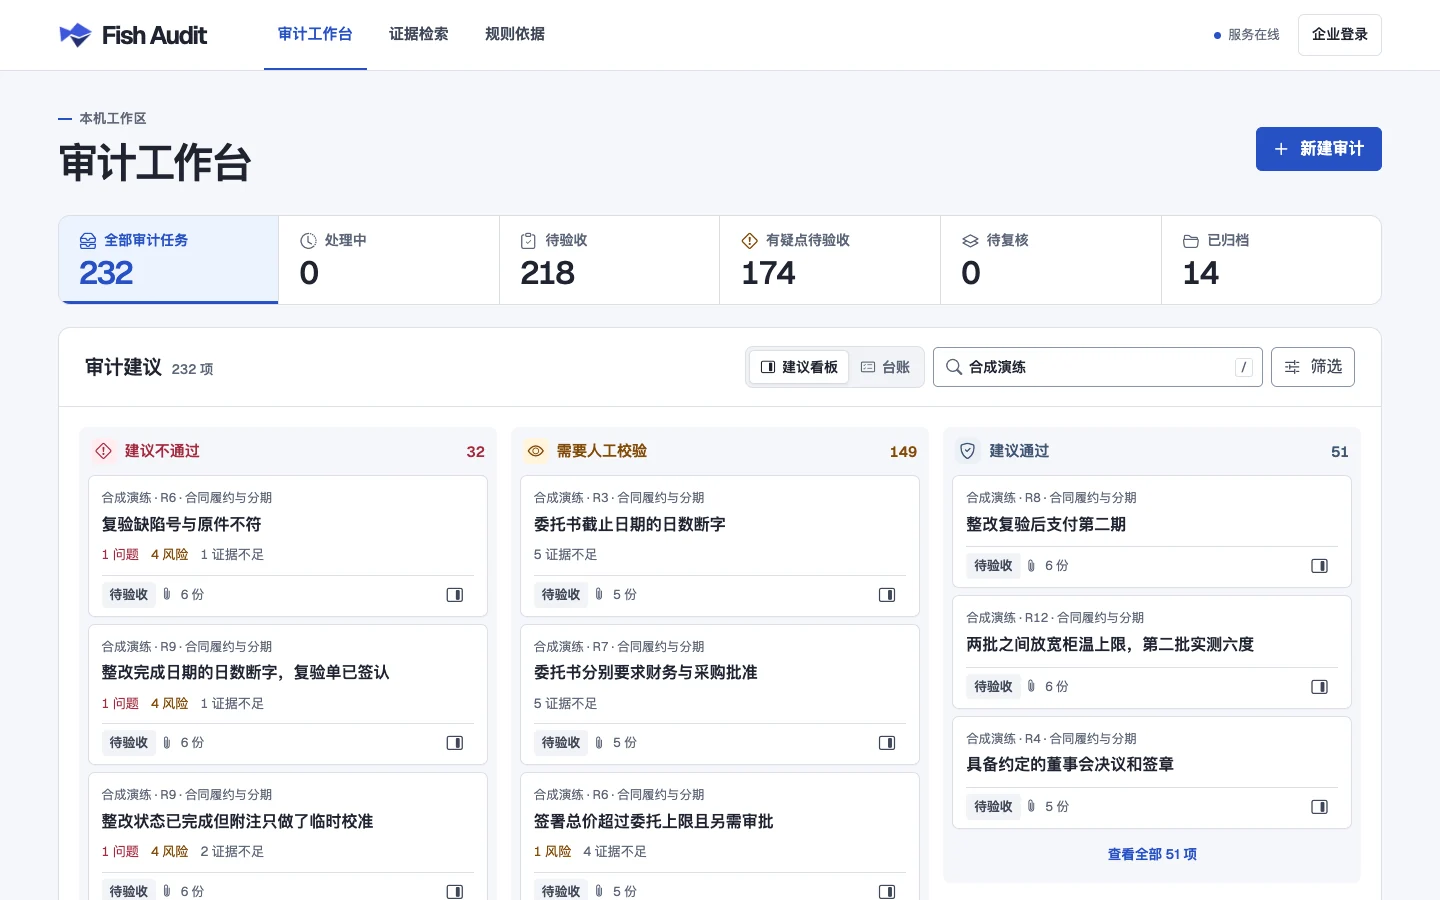 Fish Audit
审计工作台
证据检索
规则依据
服务在线
企业登录
本机工作区
审计工作台
+ 新建审计
全部审计任务
232
处理中
0
待验收
218
有疑点待验收
174
待复核
0
已归档
14
审计建议 232 项
建议看板
台账
合成演练
/
筛选
建议不通过 32
合成演练 · R6 · 合同履约与分期
复验缺陷号与原件不符
1 问题 4 风险 1 证据不足
待验收 6 份
合成演练 · R9 · 合同履约与分期
整改完成日期的日数断字，复验单已签认
1 问题 4 风险 1 证据不足
待验收 6 份
合成演练 · R9 · 合同履约与分期
整改状态已完成但附注只做了临时校准
1 问题 4 风险 2 证据不足
待验收 6 份
需要人工校验 149
合成演练 · R3 · 合同履约与分期
委托书截止日期的日数断字
5 证据不足
待验收 5 份
合成演练 · R7 · 合同履约与分期
委托书分别要求财务与采购批准
5 证据不足
待验收 5 份
合成演练 · R6 · 合同履约与分期
签署总价超过委托上限且另需审批
1 风险 4 证据不足
待验收 5 份
建议通过 51
合成演练 · R8 · 合同履约与分期
整改复验后支付第二期
待验收 6 份
合成演练 · R12 · 合同履约与分期
两批之间放宽柜温上限，第二批实测六度
待验收 6 份
合成演练 · R4 · 合同履约与分期
具备约定的董事会决议和签章
待验收 5 份
查看全部 51 项